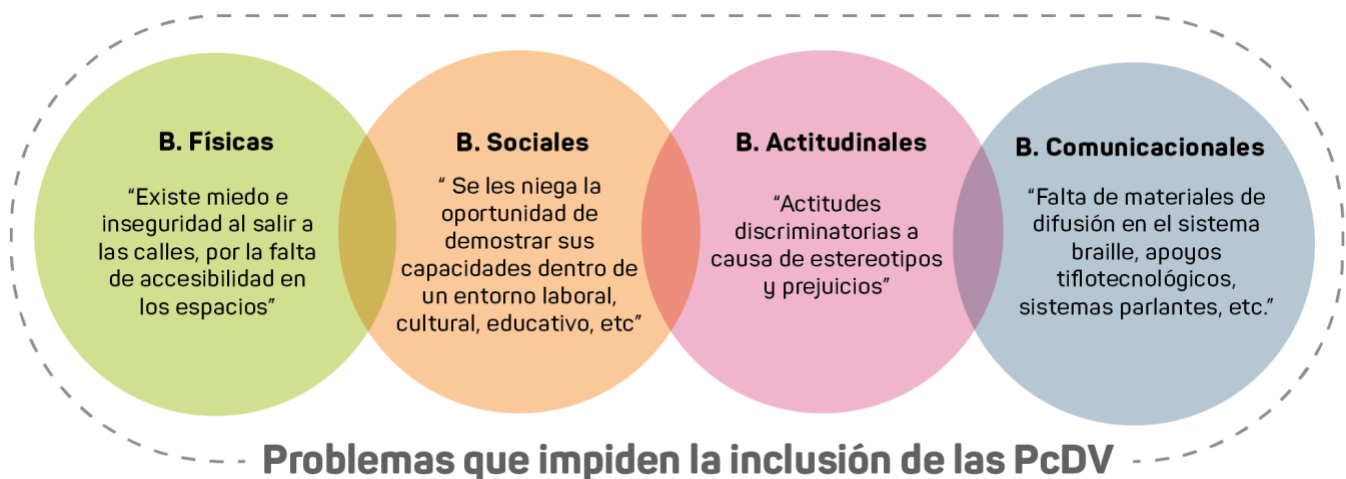 B. Físicas
“Existe miedo e
inseguridad al salir a
las calles, por la falta
de accesibilidad en
los espacios”
B. Sociales
“ Se les niega la
oportunidad de
demostrar sus
capacidades dentro de
un entorno laboral,
cultural, educativo, etc”
B. Actitudinales
“Actitudes
discriminatorias a
causa de estereotipos
y prejuicios”
B. Comunicacionales
“Falta de materiales de
difusión en el sistema
braille, apoyos
tiflotecnológicos,
sistemas parlantes, etc.”
Problemas que impiden la inclusión de las PcDV